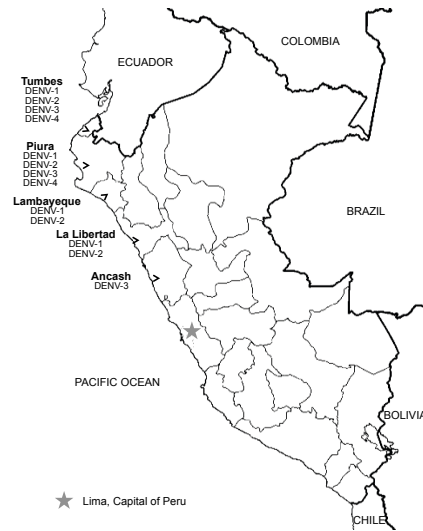 COLOMBIA
ECUADOR
Tumbes
DENV-1
DENV-2
DENV-3
DENV-4
Piura
DENV-1
DENV-2
DENV-3
DENV-4
Lambayeque
DENV-1
DENV-2
La Libertad
DENV-1
DENV-2
Ancash
DENV-3
BRAZIL
PACIFIC OCEAN
BOLIVIA
Lima, Capital of Peru
CHILE